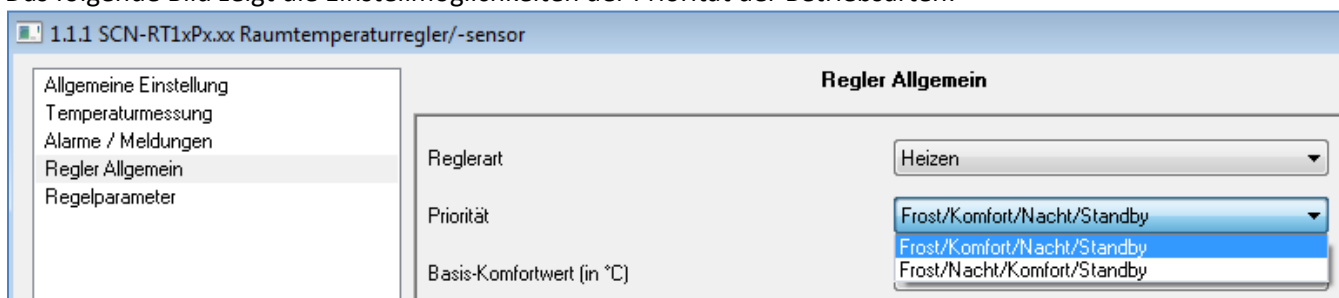 Das folgende Bild zeigt die Einstellmöglichkeiten der Priorität der Betriebsarten:
1.1.1 SCN-RT1xPx.xx Raumtemperaturregler/-sensor
Allgemeine Einstellung
Temperaturmessung
Alarme / Meldungen
Regler Allgemein
Regelparameter
Regler Allgemein
Reglerart
Heizen
Priorität
Frost/Komfort/Nacht/Standby
Frost/Komfort/Nacht/Standby
Frost/Nacht/Komfort/Standby
Basis-Komfortwert (in °C)